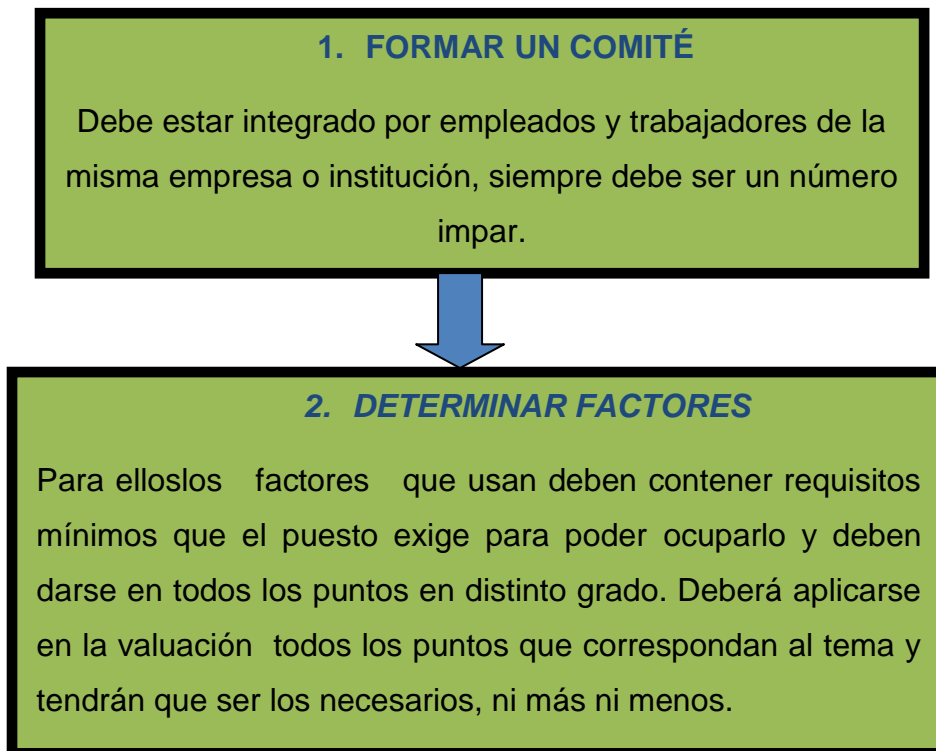 1. FORMAR UN COMITÉ
Debe estar integrado por empleados y trabajadores de la
misma empresa o institución, siempre debe ser un número
impar.
2. DETERMINAR FACTORES
Para elloslos factores que usan deben contener requisitos
mínimos que el puesto exige para poder ocuparlo y deben
darse en todos los puntos en distinto grado. Deberá aplicarse
en la valuación todos los puntos que correspondan al tema y
tendrán que ser los necesarios, ni más ni menos.